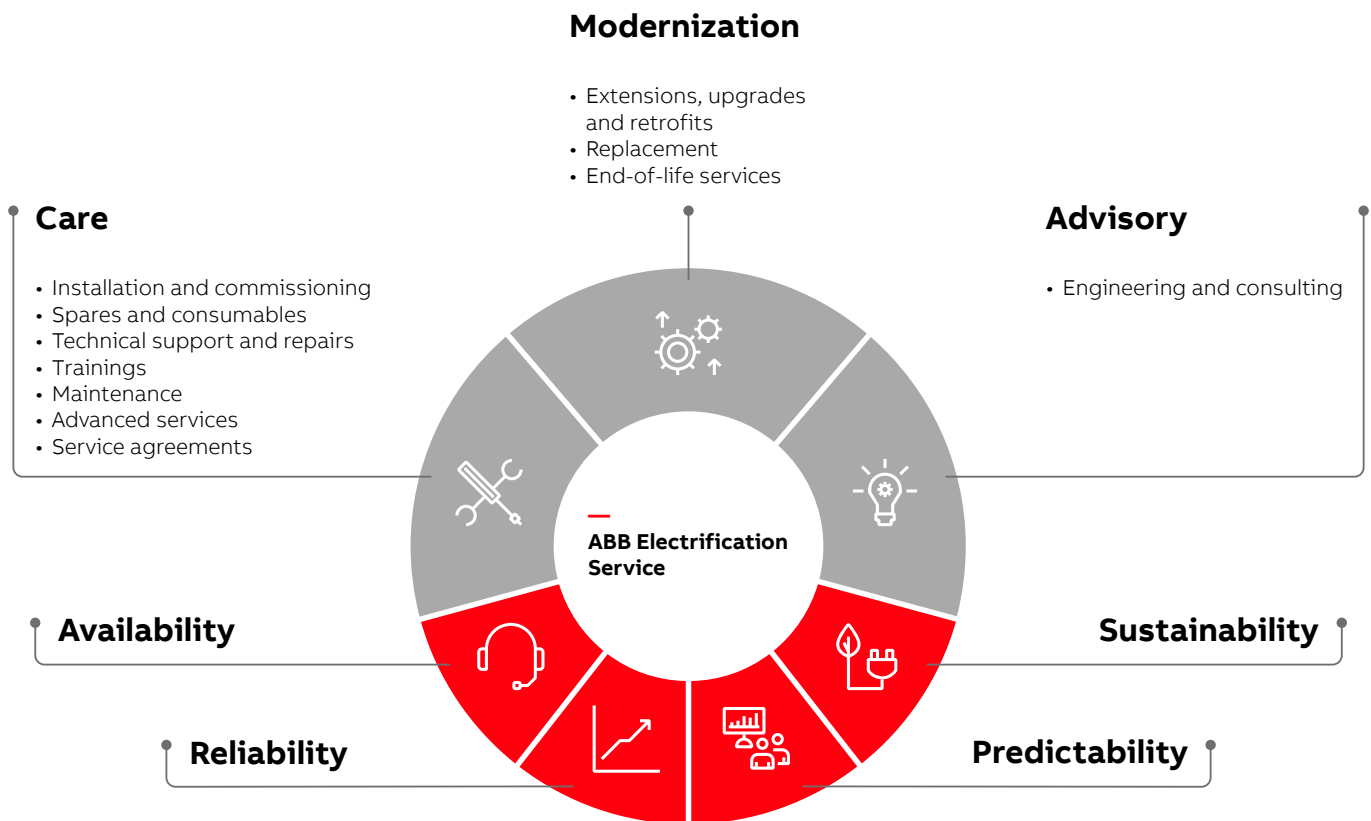 Modernization
• Extensions, upgrades
and retrofits
• Replacement
• End-of-life services
Care
• Installation and commissioning
• Spares and consumables
• Technical support and repairs
• Trainings
• Maintenance
• Advanced services
• Service agreements
Advisory
• Engineering and consulting
ABB Electrification
Service
Availability
Sustainability
Reliability
Predictability